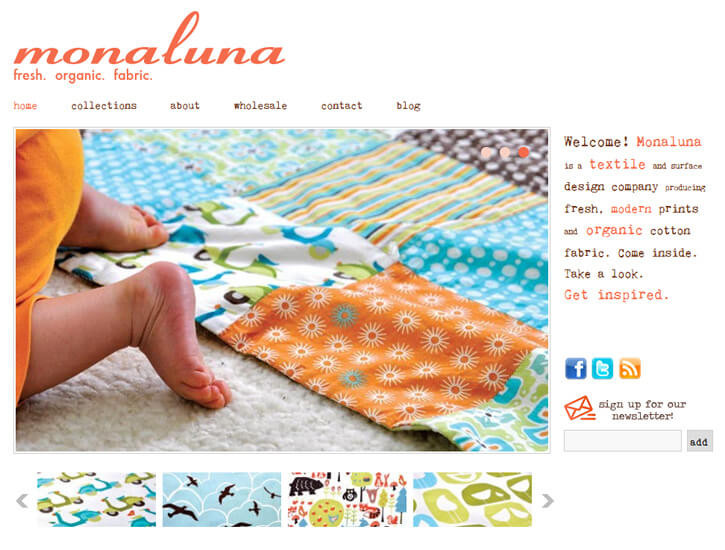 monaluna
fresh. organic. fabric.
home collections about wholesale contact blog
Welcome! Monaluna
is a textile and surface
design company producing
fresh, modern prints
and organic cotton
fabric. Come inside.
Take a look.
Get inspired.
f t
sign up for our
newsletter!
add